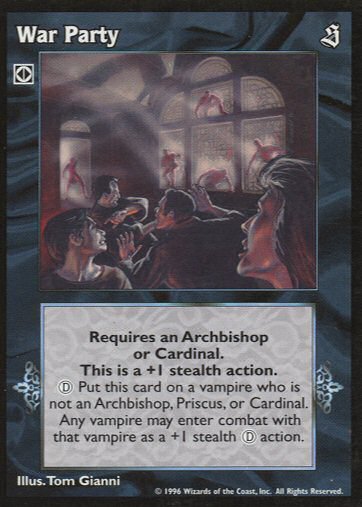 War Party
Requires an Archbishop
or Cardinal.
This is a +1 stealth action.
Ⓓ Put this card on a vampire who is
not an Archbishop, Priscus, or Cardinal.
Any vampire may enter combat with
that vampire as a +1 stealth Ⓓ action.
Illus. Tom Gianni
© 1996 Wizards of the Coast, Inc. All Rights Reserved.